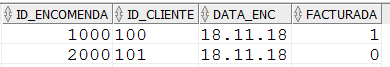 ID_ENCOMENDA ID_CLIENTE DATA_ENC FACTURADA
1000 100 18.11.18 1
2000 101 18.11.18 0